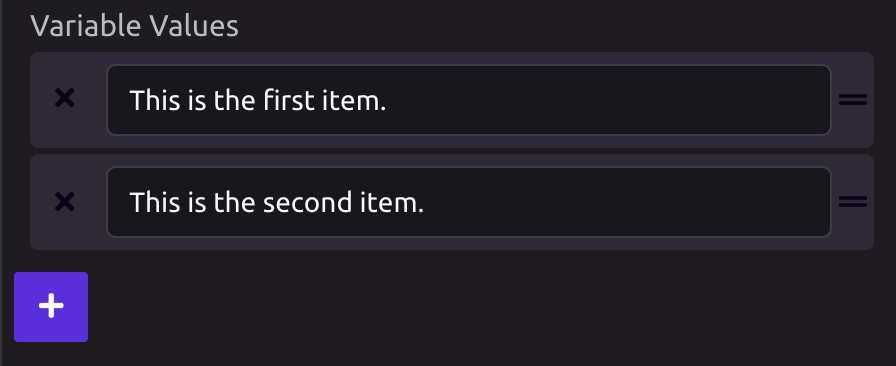 Variable Values
This is the first item.
This is the second item.